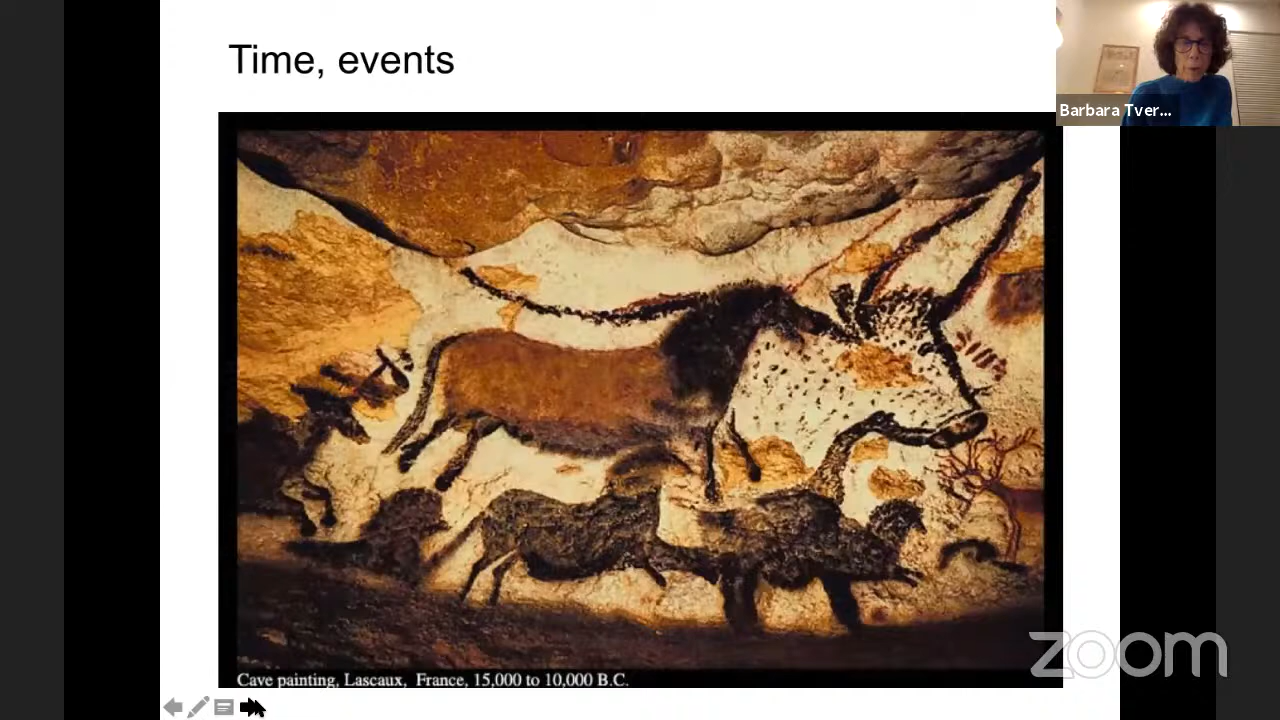 Time, events
Barbara Tver...
Cave painting, Lascaux, France, 15,000 to 10,000 B.C.
zoom